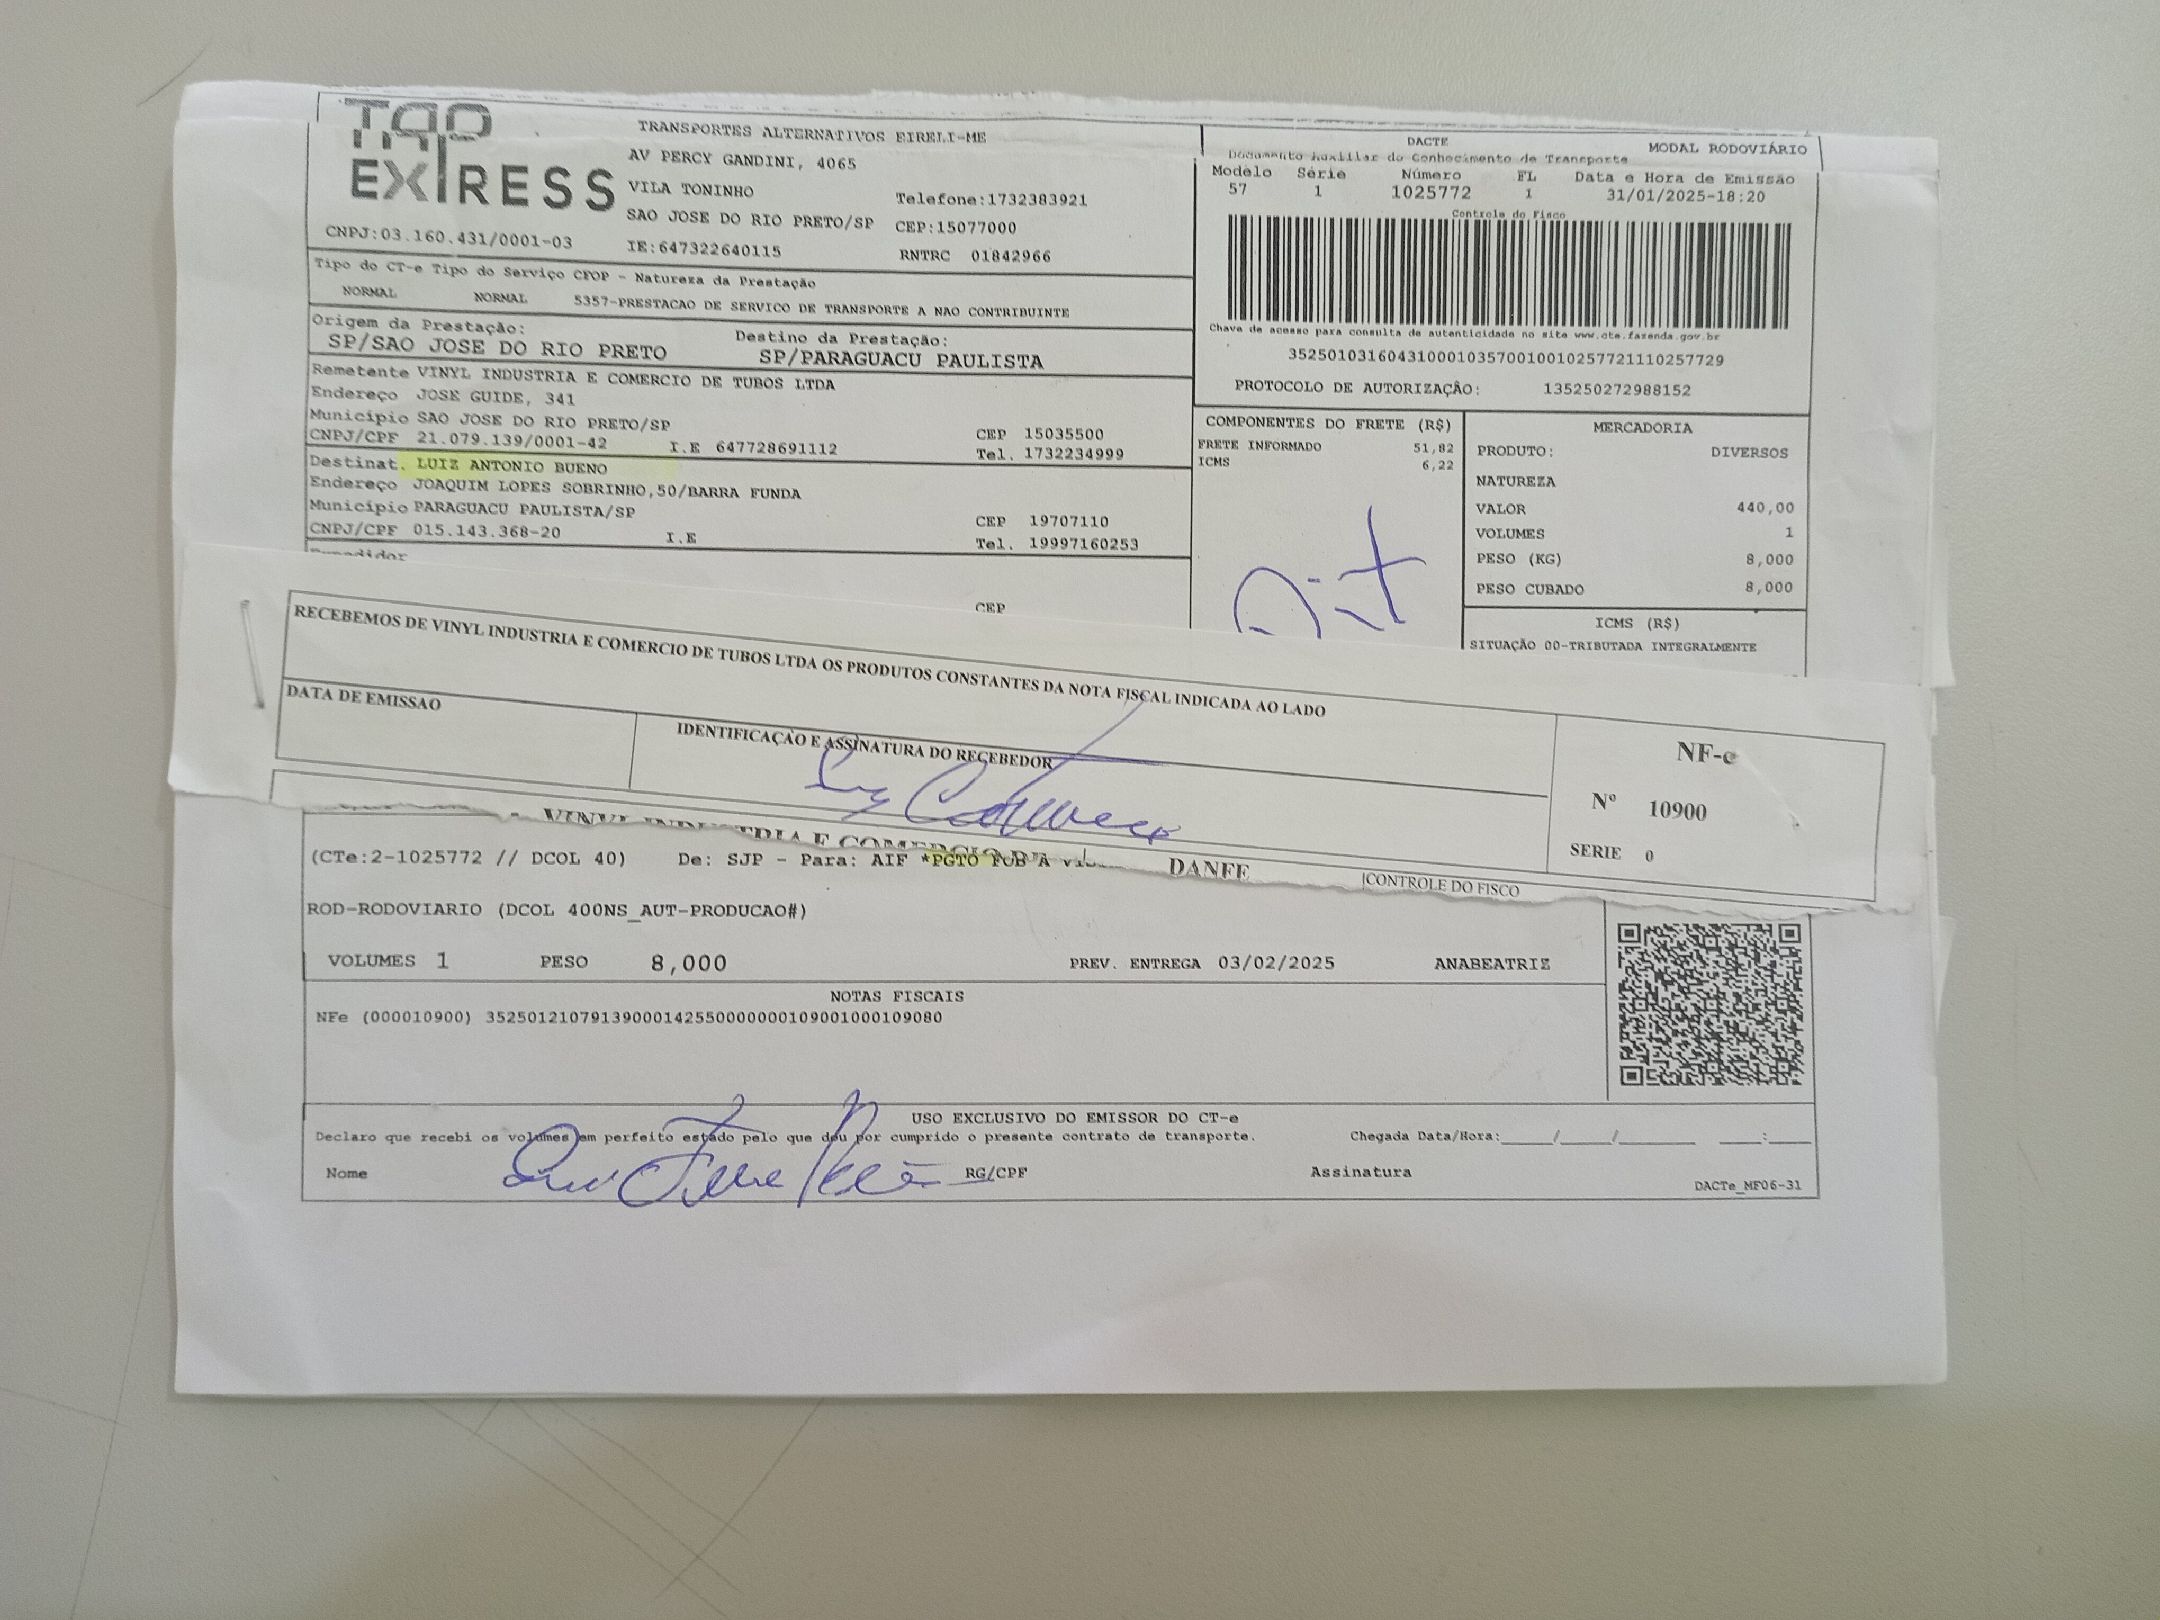 EXPRESS
TRANSPORTES ALTERNATIVOS EIRELI-ME
AV PERCY GANDINI, 4065
VILA TONINHO Telefone:1732383921
SAO JOSE DO RIO PRETO/SP CEP:15077000
CNPJ:03.160.431/0001-03 IE:647322640115 RNTRC 01842966
DACTE MODAL RODOVIÁRIO
Documento Auxiliar do Conhecimento de Transporte
Modelo Série Número FL Data e Hora de Emissão
57 1 1025772 1 31/01/2025-18:20
Controle do Fisco
Chave de acesso para consulta de autenticidade no site www.cte.fazenda.gov.br
35250103160431000103570010010257721110257729
PROTOCOLO DE AUTORIZAÇÃO: 135250272988152
Tipo do CT-e Tipo do Serviço CFOP - Natureza da Prestação
NORMAL NORMAL 5357-PRESTACAO DE SERVICO DE TRANSPORTE A NAO CONTRIBUINTE
Origem da Prestação: Destino da Prestação:
SP/SAO JOSE DO RIO PRETO SP/PARAGUACU PAULISTA
Remetente VINYL INDUSTRIA E COMERCIO DE TUBOS LTDA
Endereço JOSE GUIDE, 341
Município SAO JOSE DO RIO PRETO/SP CEP 15035500
CNPJ/CPF 21.079.139/0001-42 I.E 647728691112 Tel. 1732234999
Destinat. LUIZ ANTONIO BUENO
Endereço JOAQUIM LOPES SOBRINHO,50/BARRA FUNDA
Município PARAGUACU PAULISTA/SP CEP 19707110
CNPJ/CPF 015.143.368-20 I.E Tel. 19997160253
Expedidor
CEP
COMPONENTES DO FRETE (R$)
FRETE INFORMADO 51,82
ICMS 6,22
MERCADORIA
PRODUTO: DIVERSOS
NATUREZA
VALOR 440,00
VOLUMES 1
PESO (KG) 8,000
PESO CUBADO 8,000
ICMS (R$)
SITUAÇÃO 00-TRIBUTADA INTEGRALMENTE
RECEBEMOS DE VINYL INDUSTRIA E COMERCIO DE TUBOS LTDA OS PRODUTOS CONSTANTES DA NOTA FISCAL INDICADA AO LADO
DATA DE EMISSAO
IDENTIFICAÇÃO E ASSINATURA DO RECEBEDOR
NF-e
Nº 10900
SERIE 0
VINYL INDUSTRIA E COMERCIO DE
DANFE
CONTROLE DO FISCO
(CTe:2-1025772 // DCOL 40) De: SJP - Para: AIF *PGTO FOB A
ROD-RODOVIARIO (DCOL 400NS_AUT-PRODUCAO#)
VOLUMES 1 PESO 8,000 PREV. ENTREGA 03/02/2025 ANABEATRIZ
NOTAS FISCAIS
NFe (000010900) 35250121079139000142550000000109001000109080
USO EXCLUSIVO DO EMISSOR DO CT-e
Declaro que recebi os volumes em perfeito estado pelo que dou por cumprido o presente contrato de transporte. Chegada Data/Hora:_____/_____/_______ ____:____
Nome RG/CPF Assinatura
DACTe_MF06-31